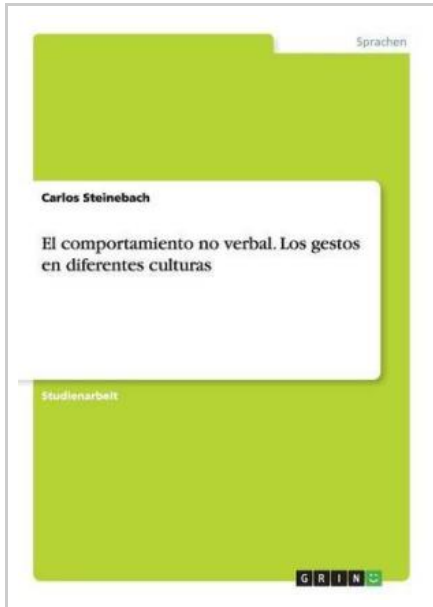 Sprachen
Carlos Steinebach
El comportamiento no verbal. Los gestos
en diferentes culturas
Studienarbeit
GRIN